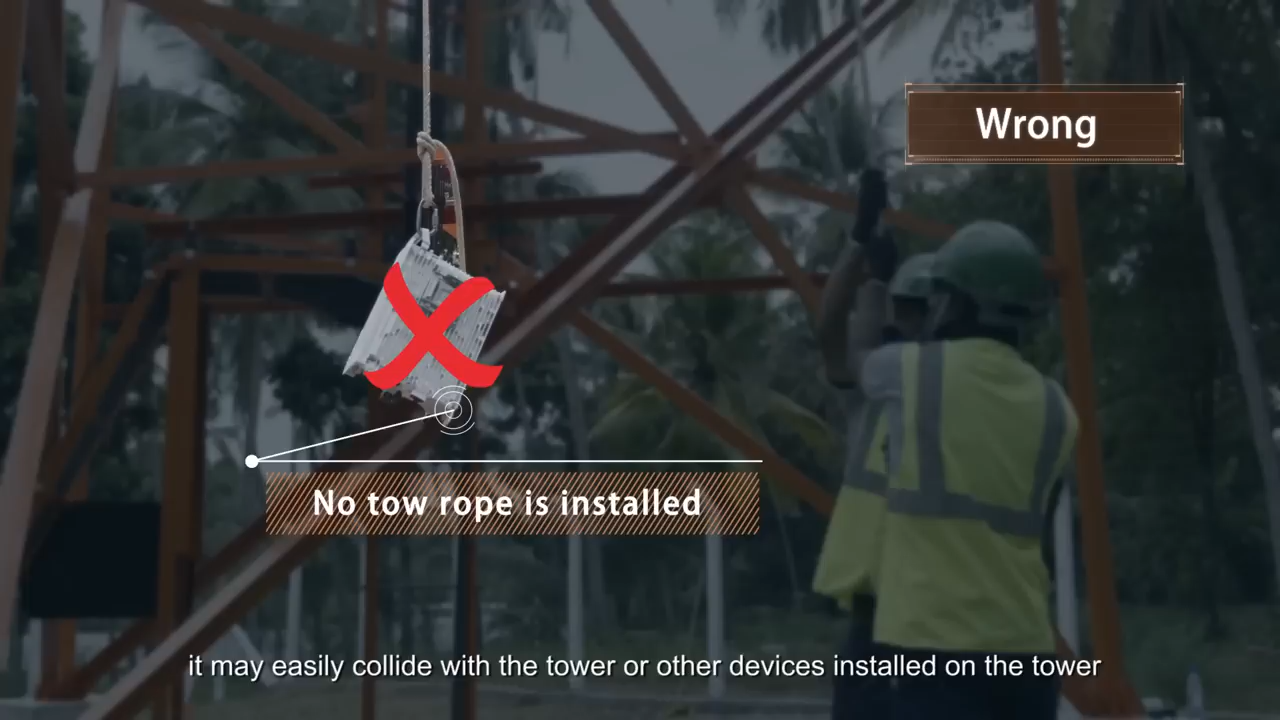 Wrong
No tow rope is installed
it may easily collide with the tower or other devices installed on the tower